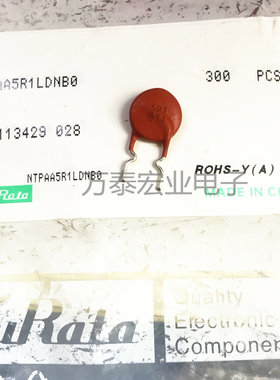 AA5R1LDNB0
300 PCS
5R1
113429 028
NTPAA5R1LDNB0
ROHS-Y(A)
万泰宏业电子
Rata
MADE IN C
uRata
Quality
Electronic
Componen